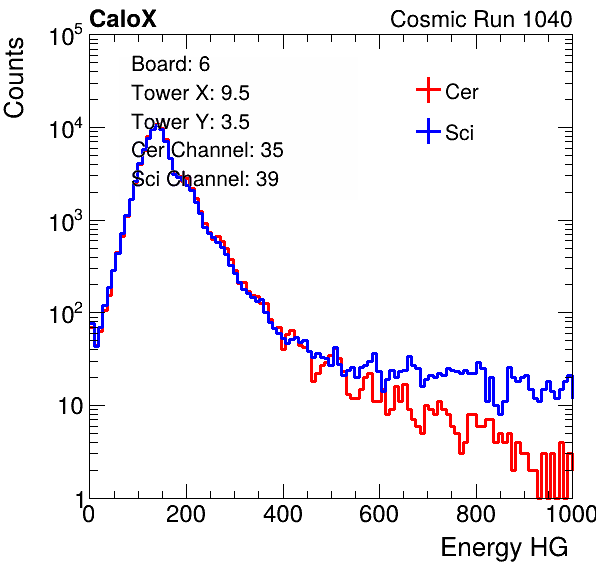 CaloX Cosmic Run 1040
Counts
10^5
10^4
10^3
10^2
10
1
Board: 6
Tower X: 9.5
Tower Y: 3.5
Cer Channel: 35
Sci Channel: 39
Cer
Sci
0 200 400 600 800 1000
Energy HG